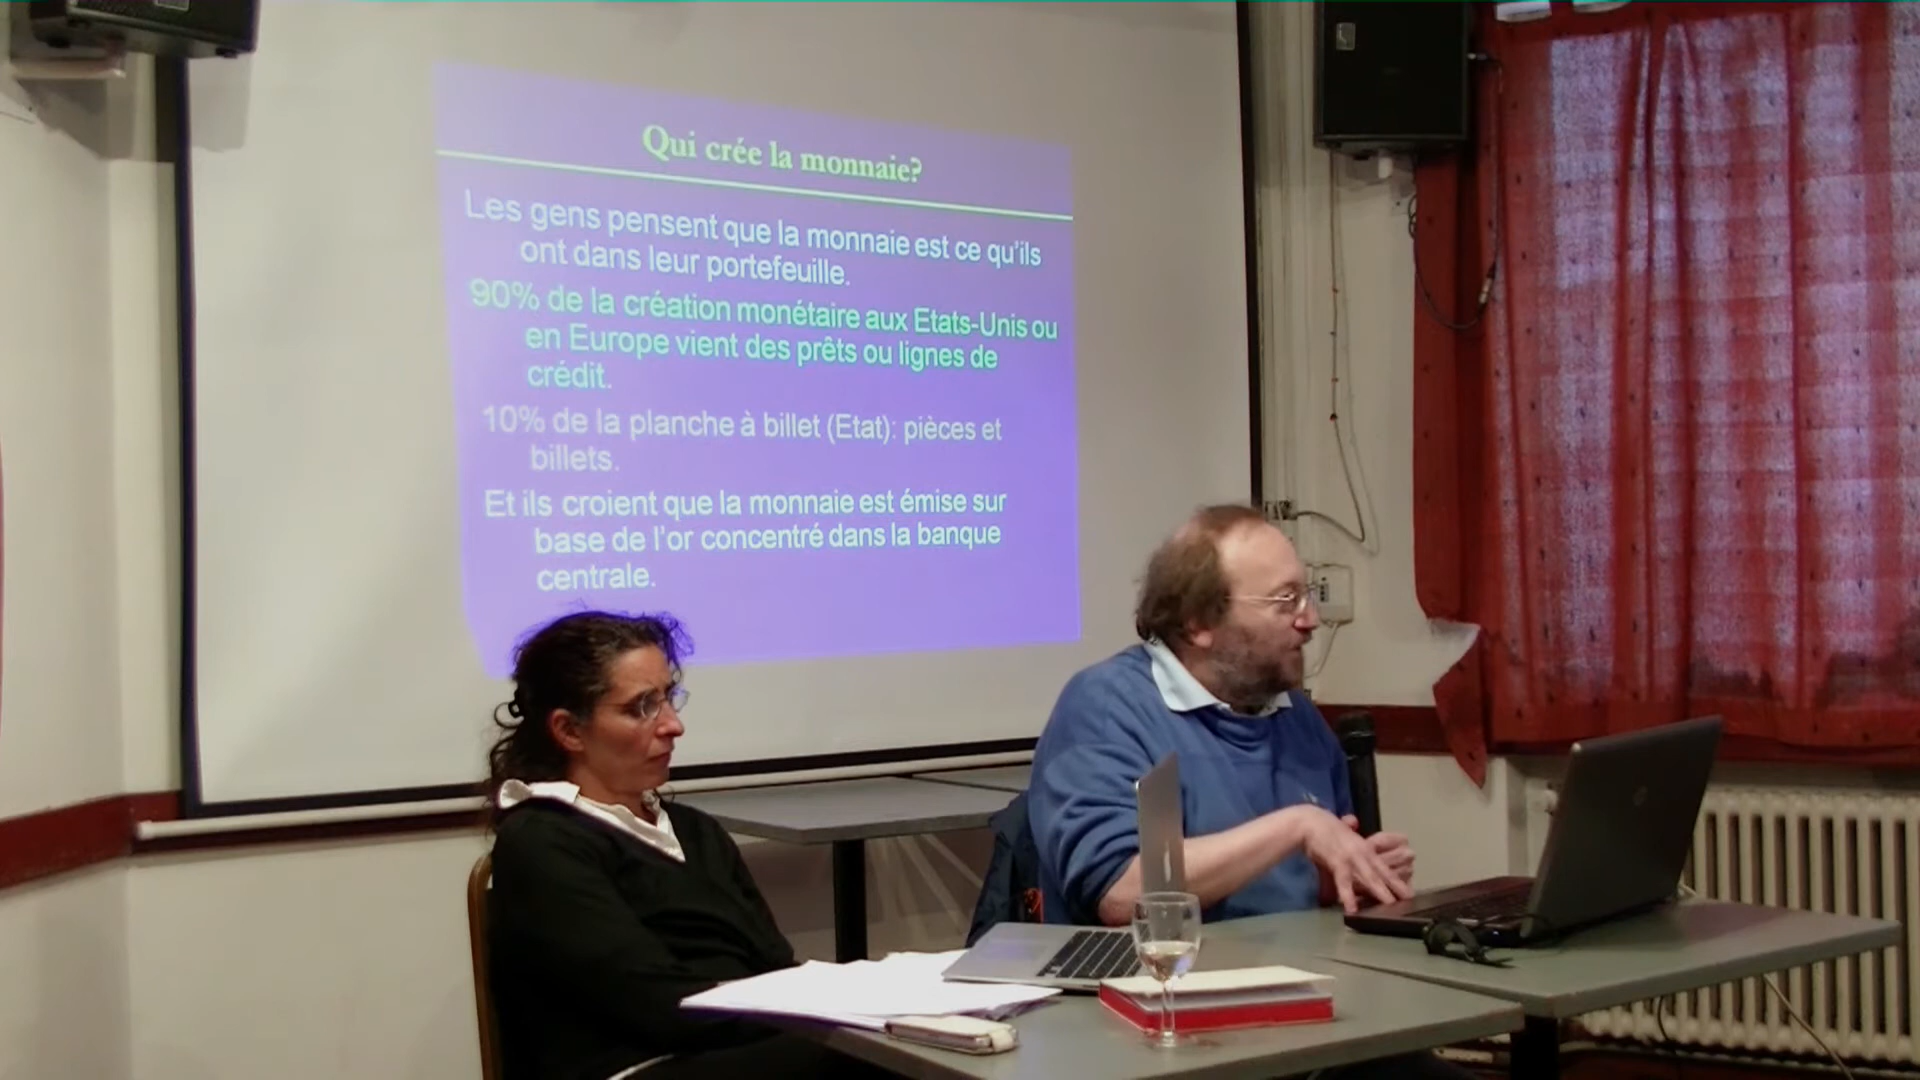 Qui crée la monnaie?
Les gens pensent que la monnaie est ce qu'ils
ont dans leur portefeuille.
90% de la création monétaire aux Etats-Unis ou
en Europe vient des prêts ou lignes de
crédit.
10% de la planche à billet (Etat): pièces et
billets.
Et ils croient que la monnaie est émise sur
base de l'or concentré dans la banque
centrale.